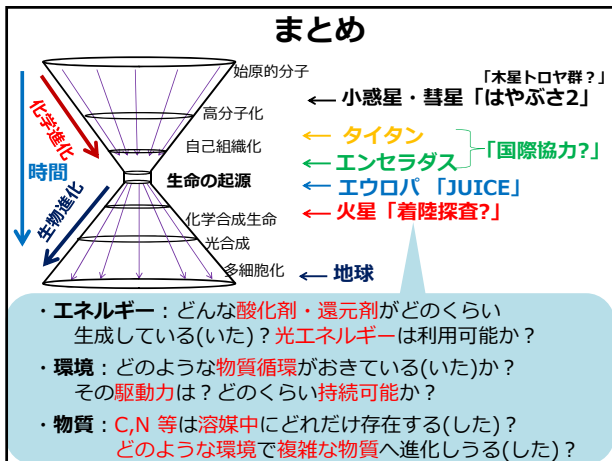 まとめ
始原的分子
高分子化
自己組織化
生命の起源
化学合成生命
光合成
多細胞化
化学進化
時間
生物進化
「木星トロヤ群？」
←小惑星・彗星「はやぶさ2」
←タイタン
←エンセラダス
「国際協力?」
←エウロパ 「JUICE」
←火星「着陸探査?」
←地球
・エネルギー：どんな酸化剤・還元剤がどのくらい
生成している(いた)？光エネルギーは利用可能か？
・環境：どのような物質循環がおきている(いた)か？
その駆動力は？どのくらい持続可能か？
・物質：C,N 等は溶媒中にどれだけ存在する(した)？
どのような環境で複雑な物質へ進化しうる(した)？